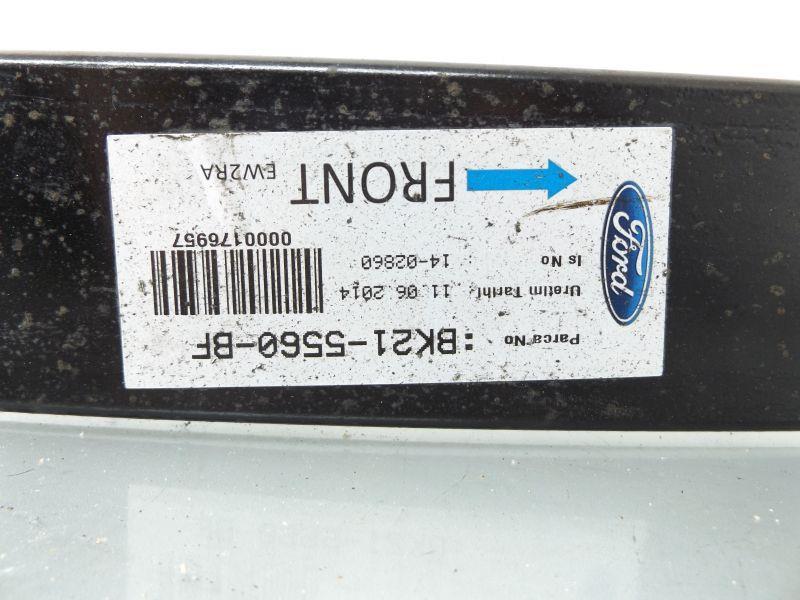 Parca No :BK21-5560-BF
Uretim Tarihi : 11.06.2014
Is No : 14-02860
0000176957
Ford
FRONT
EW2RA